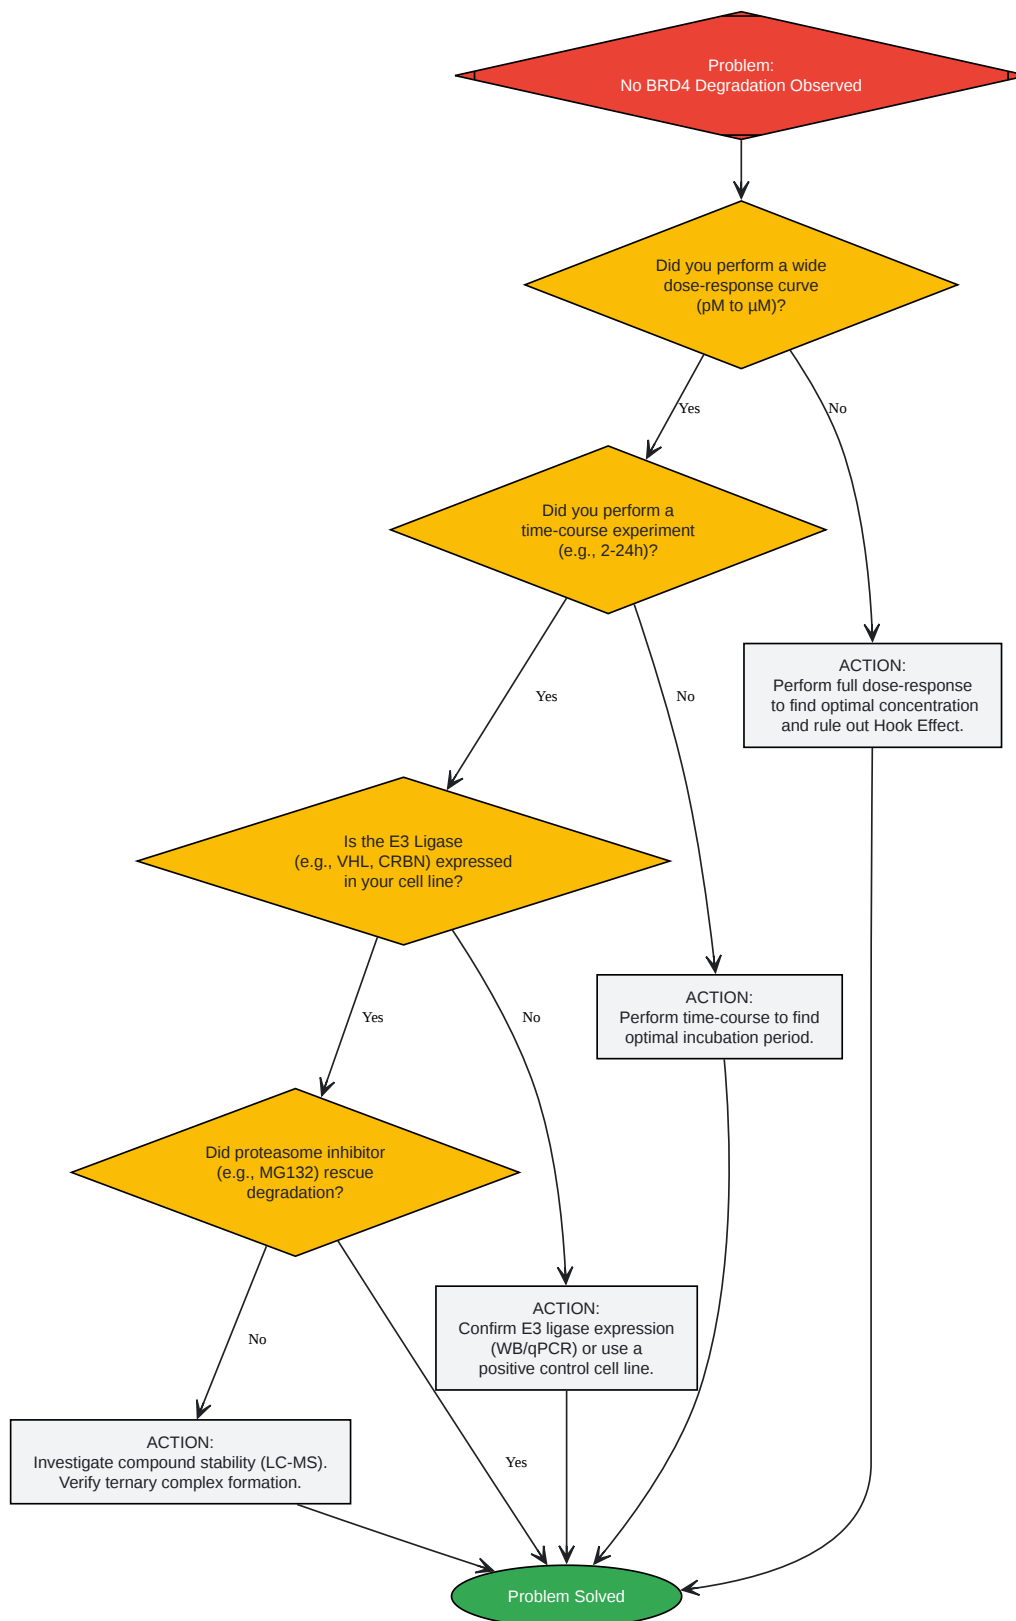 Problem:
No BRD4 Degradation Observed
Did you perform a wide
dose-response curve
(pM to µM)?
Yes
No
Did you perform a
time-course experiment
(e.g., 2-24h)?
ACTION:
Perform full dose-response
to find optimal concentration
and rule out Hook Effect.
Yes
No
Is the E3 Ligase
(e.g., VHL, CRBN) expressed
in your cell line?
ACTION:
Perform time-course to find
optimal incubation period.
Yes
No
Did proteasome inhibitor
(e.g., MG132) rescue
degradation?
ACTION:
Confirm E3 ligase expression
(WB/qPCR) or use a
positive control cell line.
No
Yes
ACTION:
Investigate compound stability (LC-MS).
Verify ternary complex formation.
Problem Solved